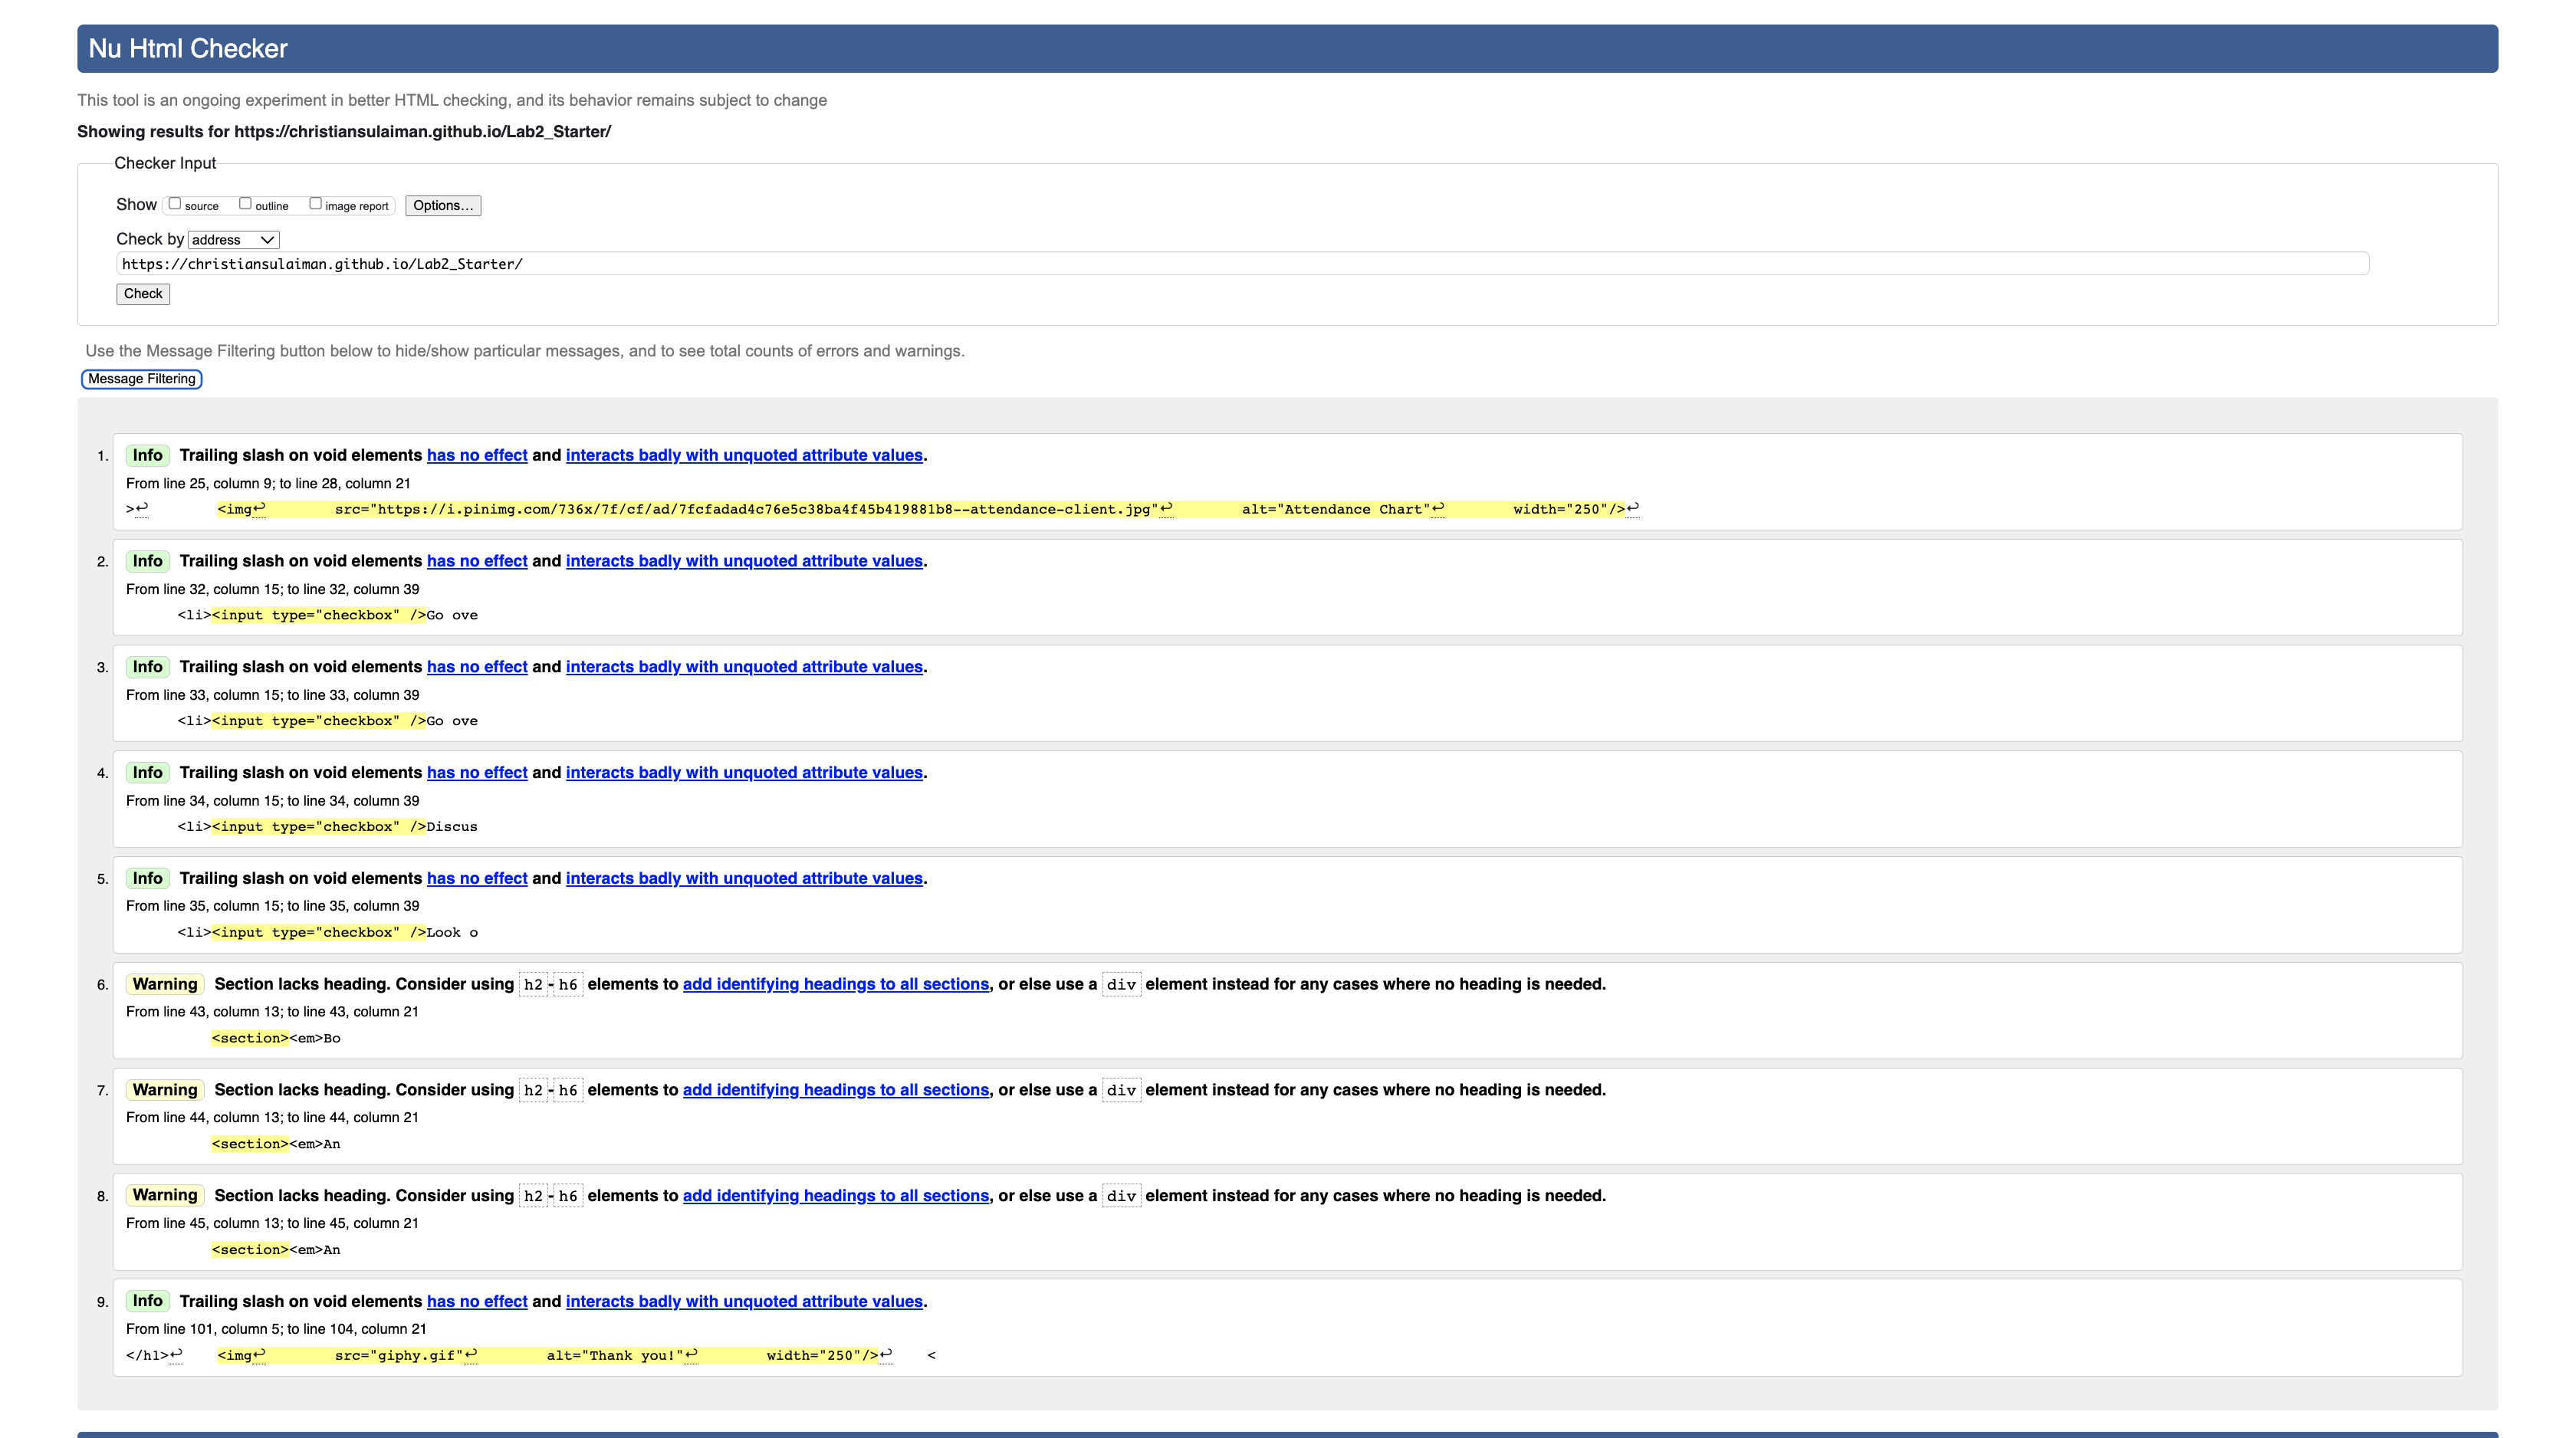 Nu Html Checker
This tool is an ongoing experiment in better HTML checking, and its behavior remains subject to change
Showing results for https://christiansulaiman.github.io/Lab2_Starter/
Checker Input
Show source outline image report Options...
Check by address
https://christiansulaiman.github.io/Lab2_Starter/
Check
Use the Message Filtering button below to hide/show particular messages, and to see total counts of errors and warnings.
Message Filtering
1. Info Trailing slash on void elements has no effect and interacts badly with unquoted attribute values.
From line 25, column 9; to line 28, column 21
>↩ <img↩ src="https://i.pinimg.com/736x/7f/cf/ad/7fcfadad4c76e5c38ba4f45b419881b8--attendance-client.jpg"↩ alt="Attendance Chart"↩ width="250"/>↩
2. Info Trailing slash on void elements has no effect and interacts badly with unquoted attribute values.
From line 32, column 15; to line 32, column 39
<li><input type="checkbox" />Go ove
3. Info Trailing slash on void elements has no effect and interacts badly with unquoted attribute values.
From line 33, column 15; to line 33, column 39
<li><input type="checkbox" />Go ove
4. Info Trailing slash on void elements has no effect and interacts badly with unquoted attribute values.
From line 34, column 15; to line 34, column 39
<li><input type="checkbox" />Discus
5. Info Trailing slash on void elements has no effect and interacts badly with unquoted attribute values.
From line 35, column 15; to line 35, column 39
<li><input type="checkbox" />Look o
6. Warning Section lacks heading. Consider using h2-h6 elements to add identifying headings to all sections, or else use a div element instead for any cases where no heading is needed.
From line 43, column 13; to line 43, column 21
<section><em>Bo
7. Warning Section lacks heading. Consider using h2-h6 elements to add identifying headings to all sections, or else use a div element instead for any cases where no heading is needed.
From line 44, column 13; to line 44, column 21
<section><em>An
8. Warning Section lacks heading. Consider using h2-h6 elements to add identifying headings to all sections, or else use a div element instead for any cases where no heading is needed.
From line 45, column 13; to line 45, column 21
<section><em>An
9. Info Trailing slash on void elements has no effect and interacts badly with unquoted attribute values.
From line 101, column 5; to line 104, column 21
</h1>↩ <img↩ src="giphy.gif"↩ alt="Thank you!"↩ width="250"/>↩ <